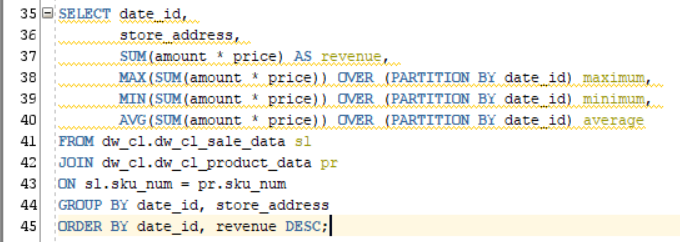 35 SELECT date_id,
36 store_address,
37 SUM(amount * price) AS revenue,
38 MAX(SUM(amount * price)) OVER (PARTITION BY date_id) maximum,
39 MIN(SUM(amount * price)) OVER (PARTITION BY date_id) minimum,
40 AVG(SUM(amount * price)) OVER (PARTITION BY date_id) average
41 FROM dw_cl.dw_cl_sale_data sl
42 JOIN dw_cl.dw_cl_product_data pr
43 ON sl.sku_num = pr.sku_num
44 GROUP BY date_id, store_address
45 ORDER BY date_id, revenue DESC;